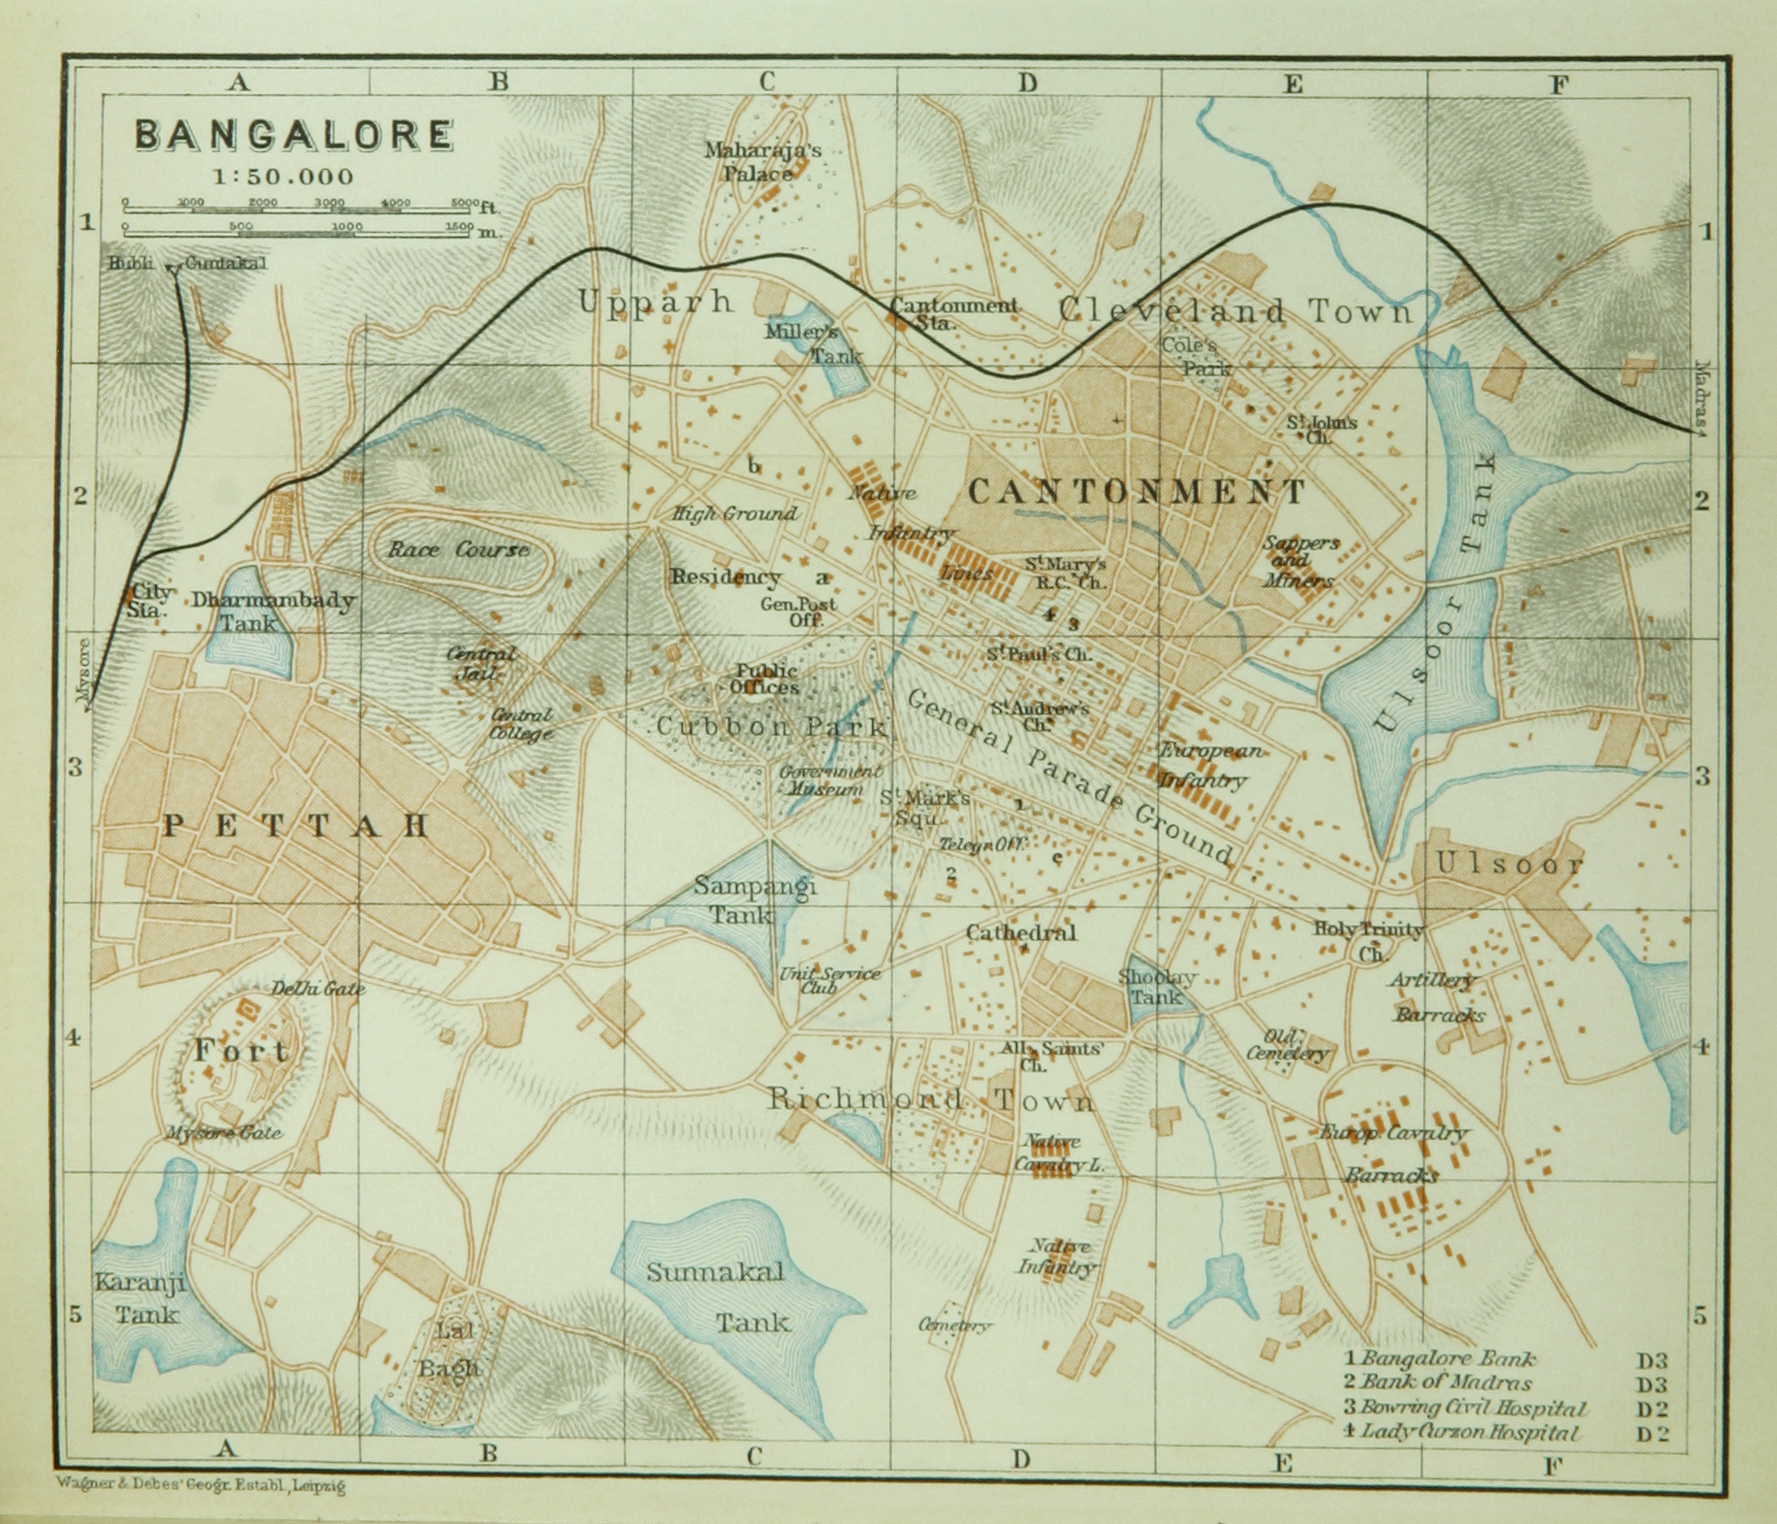 A B C D E F
BANGALORE
1:50.000
0 1000 2000 3000 4000 5000 ft.
0 500 1000 1500 m.
1
1
Hubli
Guntakal
Maharaja's
Palace
Upparh
Miller's
Tank
Cantonment
Sta.
Cleveland Town
Cole's
Park
Madras
St. John's
Ch.
2
2
b
CANTONMENT
High Ground
Native
Infantry
Lines
Race Course
Residency
a
Gen. Post
Off.
St. Mary's
R.C. Ch.
4
3
Sappers
and
Miners
Ulsoor Tank
City
Sta.
Dharmambady
Tank
Mysore
Central
Jail
Central
College
Public
Offices
Cubbon Park
St. Paul's Ch.
St. Andrew's
Ch.
General Parade Ground
European
Infantry
3
3
Government
Museum
St. Mark's
Squ.
1
PETTAH
Telegr. Off.
c
2
Ulsoor
Sampangi
Tank
Cathedral
Holy Trinity
Ch.
Delhi Gate
Unit. Service
Club
Shoolay
Tank
Artillery
Barracks
4
4
Fort
Old
Cemetery
All Saints'
Ch.
Richmond Town
Mysore Gate
Native
Cavalry L.
Europ. Cavalry
Barracks
Karanji
Tank
Sunnakal
Tank
Native
Infantry
5
5
Lal
Bagh
Cemetery
1 Bangalore Bank D3
2 Bank of Madras D3
3 Bowring Civil Hospital D2
4 Lady Curzon Hospital D2
A B C D E F
Wagner & Debes' Geogr. Establ., Leipzig